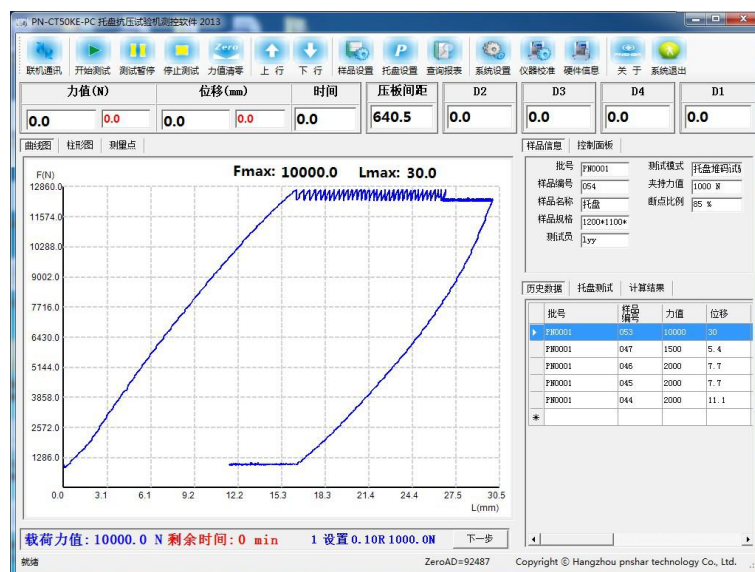 PN-CT50KE-PC 托盘抗压试验机测控软件 2013
Zero P
联机通讯 开始测试 测试暂停 停止测试 力值清零 上 行 下 行 样品设置 托盘设置 查询报表 系统设置 仪器校准 硬件信息 关 于 系统退出
力值(N) 位移(mm) 时间 压板间距 D2 D3 D4 D1
0.0 0.0 0.0 0.0 0.0 640.5 0.0 0.0 0.0 0.0
曲线图 柱形图 测量点
样品信息 控制面板
Fmax: 10000.0 Lmax: 30.0
F(N)
12860.0
11574.0
10288.0
9002.0
7716.0
6430.0
5144.0
3858.0
2572.0
1286.0
0.0 3.1 6.1 9.2 12.2 15.3 18.3 21.4 24.4 27.5 30.5
L(mm)
批号 PN0001 测试模式 托盘堆码试
样品编号 054 夹持力值 1000 N
样品名称 托盘 断点比例 85 %
样品规格 1200*1100*
测试员 lyy
历史数据 托盘测试 计算结果
批号 样品编号 力值 位移
PN0001 053 10000 30
PN0001 047 1500 5.4
PN0001 046 2000 7.7
PN0001 045 2000 7.7
PN0001 044 2000 11.1
载荷力值: 10000.0 N 剩余时间: 0 min 1 设置 0.10R 1000.0N 下一步
就绪 ZeroAD=92487 Copyright © Hangzhou pnshar technology Co., Ltd.